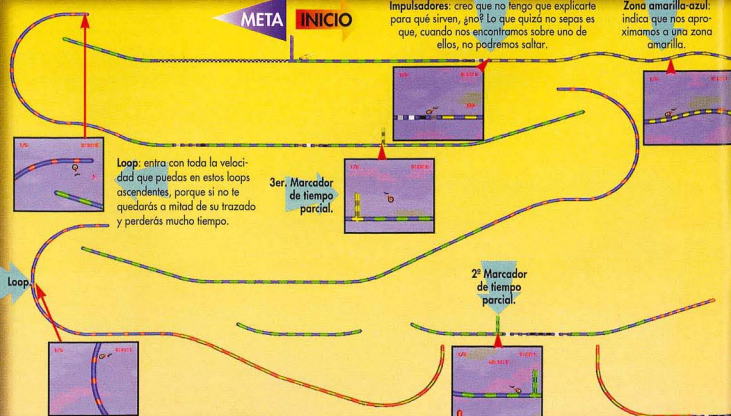 META
INICIO
Impulsadores: creo que no tengo que explicarte
para qué sirven, ¿no? Lo que quizá no sepas es
que, cuando nos encontramos sobre uno de
ellos, no podremos saltar.
Zona amarilla-azul:
indica que nos apro-
ximamos a una zona
amarilla.
Loop: entra con toda la veloci-
dad que puedas en estos loops
ascendentes, porque si no te
quedarás a mitad de su trazado
y perderás mucho tiempo.
3er. Marcador
de tiempo
parcial.
Loop.
2º Marcador
de tiempo
parcial.